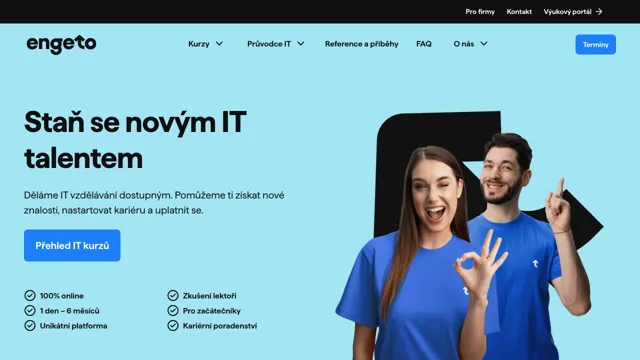 Pro firmy
Kontakt
Výukový portál
engeto
Kurzy
Průvodce IT
Reference a příběhy
FAQ
O nás
Termíny
Staň se novým IT
talentem
Děláme IT vzdělávání dostupným. Pomůžeme ti získat nové
znalosti, nastartovat kariéru a uplatnit se.
Přehled IT kurzů
100% online
Zkušení lektoři
1 den – 6 měsíců
Pro začátečníky
Unikátní platforma
Kariérní poradenství